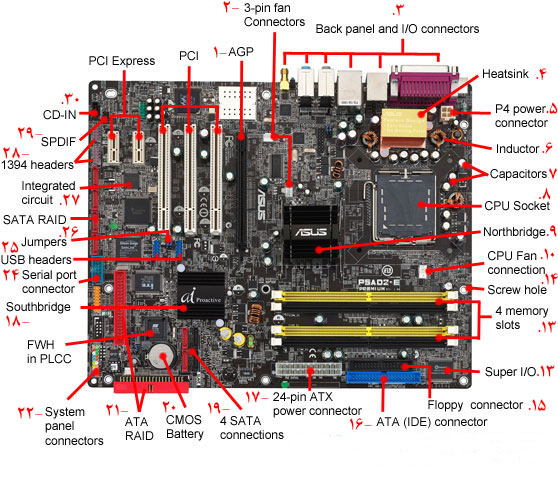 ۲- 3-pin fan
Connectors
.۳
Back panel and I/O connectors
PCI Express
PCI
۱- AGP
Heatsink .۴
.۳۰
CD-IN
P4 power .۵
connector
۲۹-
SPDIF
Inductor .۶
۲۸-
1394 headers
Capacitors ۷
Integrated
circuit .۲۷
.۸
CPU Socket
SATA RAID
.۲۶
Jumpers
Northbridge .۹
۲۵
USB headers
CPU Fan .۱۰
connection
۲۴ Serial port
connector
.۱۴
Screw hole
Southbridge
۱۸-
4 memory .۱۲
slots
FWH
in PLCC
Super I/O .۱۳
۲۲- System
panel
connectors
۲۱-
ATA
RAID
۲۰.
CMOS
Battery
۱۹-
4 SATA
connections
۱۷-
24-pin ATX
power connector
Floppy connector .۱۵
۱۶- ATA (IDE) connector
ASUS
ASUS
ASUS
P5AD2-E
PREMIUM
ai
Proactive